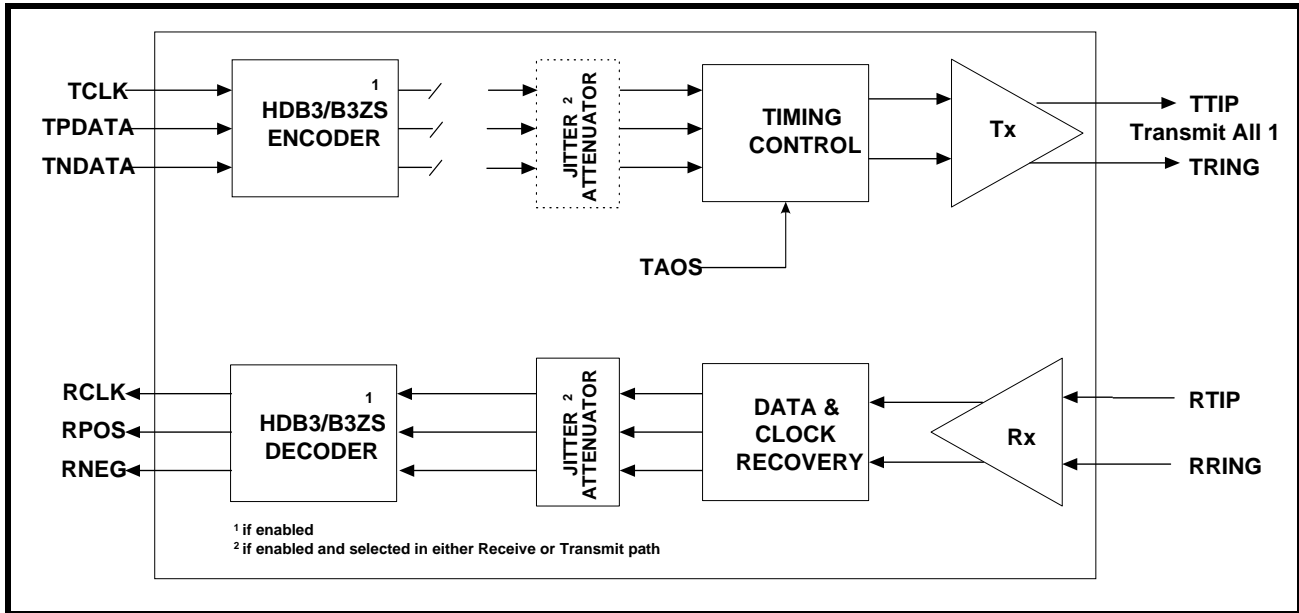 TCLK
TPDATA
TNDATA
1
HDB3/B3ZS
ENCODER
JITTER 2
ATTENUATOR
TIMING
CONTROL
Tx
TTIP
Transmit All 1
TRING
TAOS
RCLK
RPOS
RNEG
1
HDB3/B3ZS
DECODER
JITTER 2
ATTENUATOR
DATA &
CLOCK
RECOVERY
Rx
RTIP
RRING
1 if enabled
2 if enabled and selected in either Receive or Transmit path